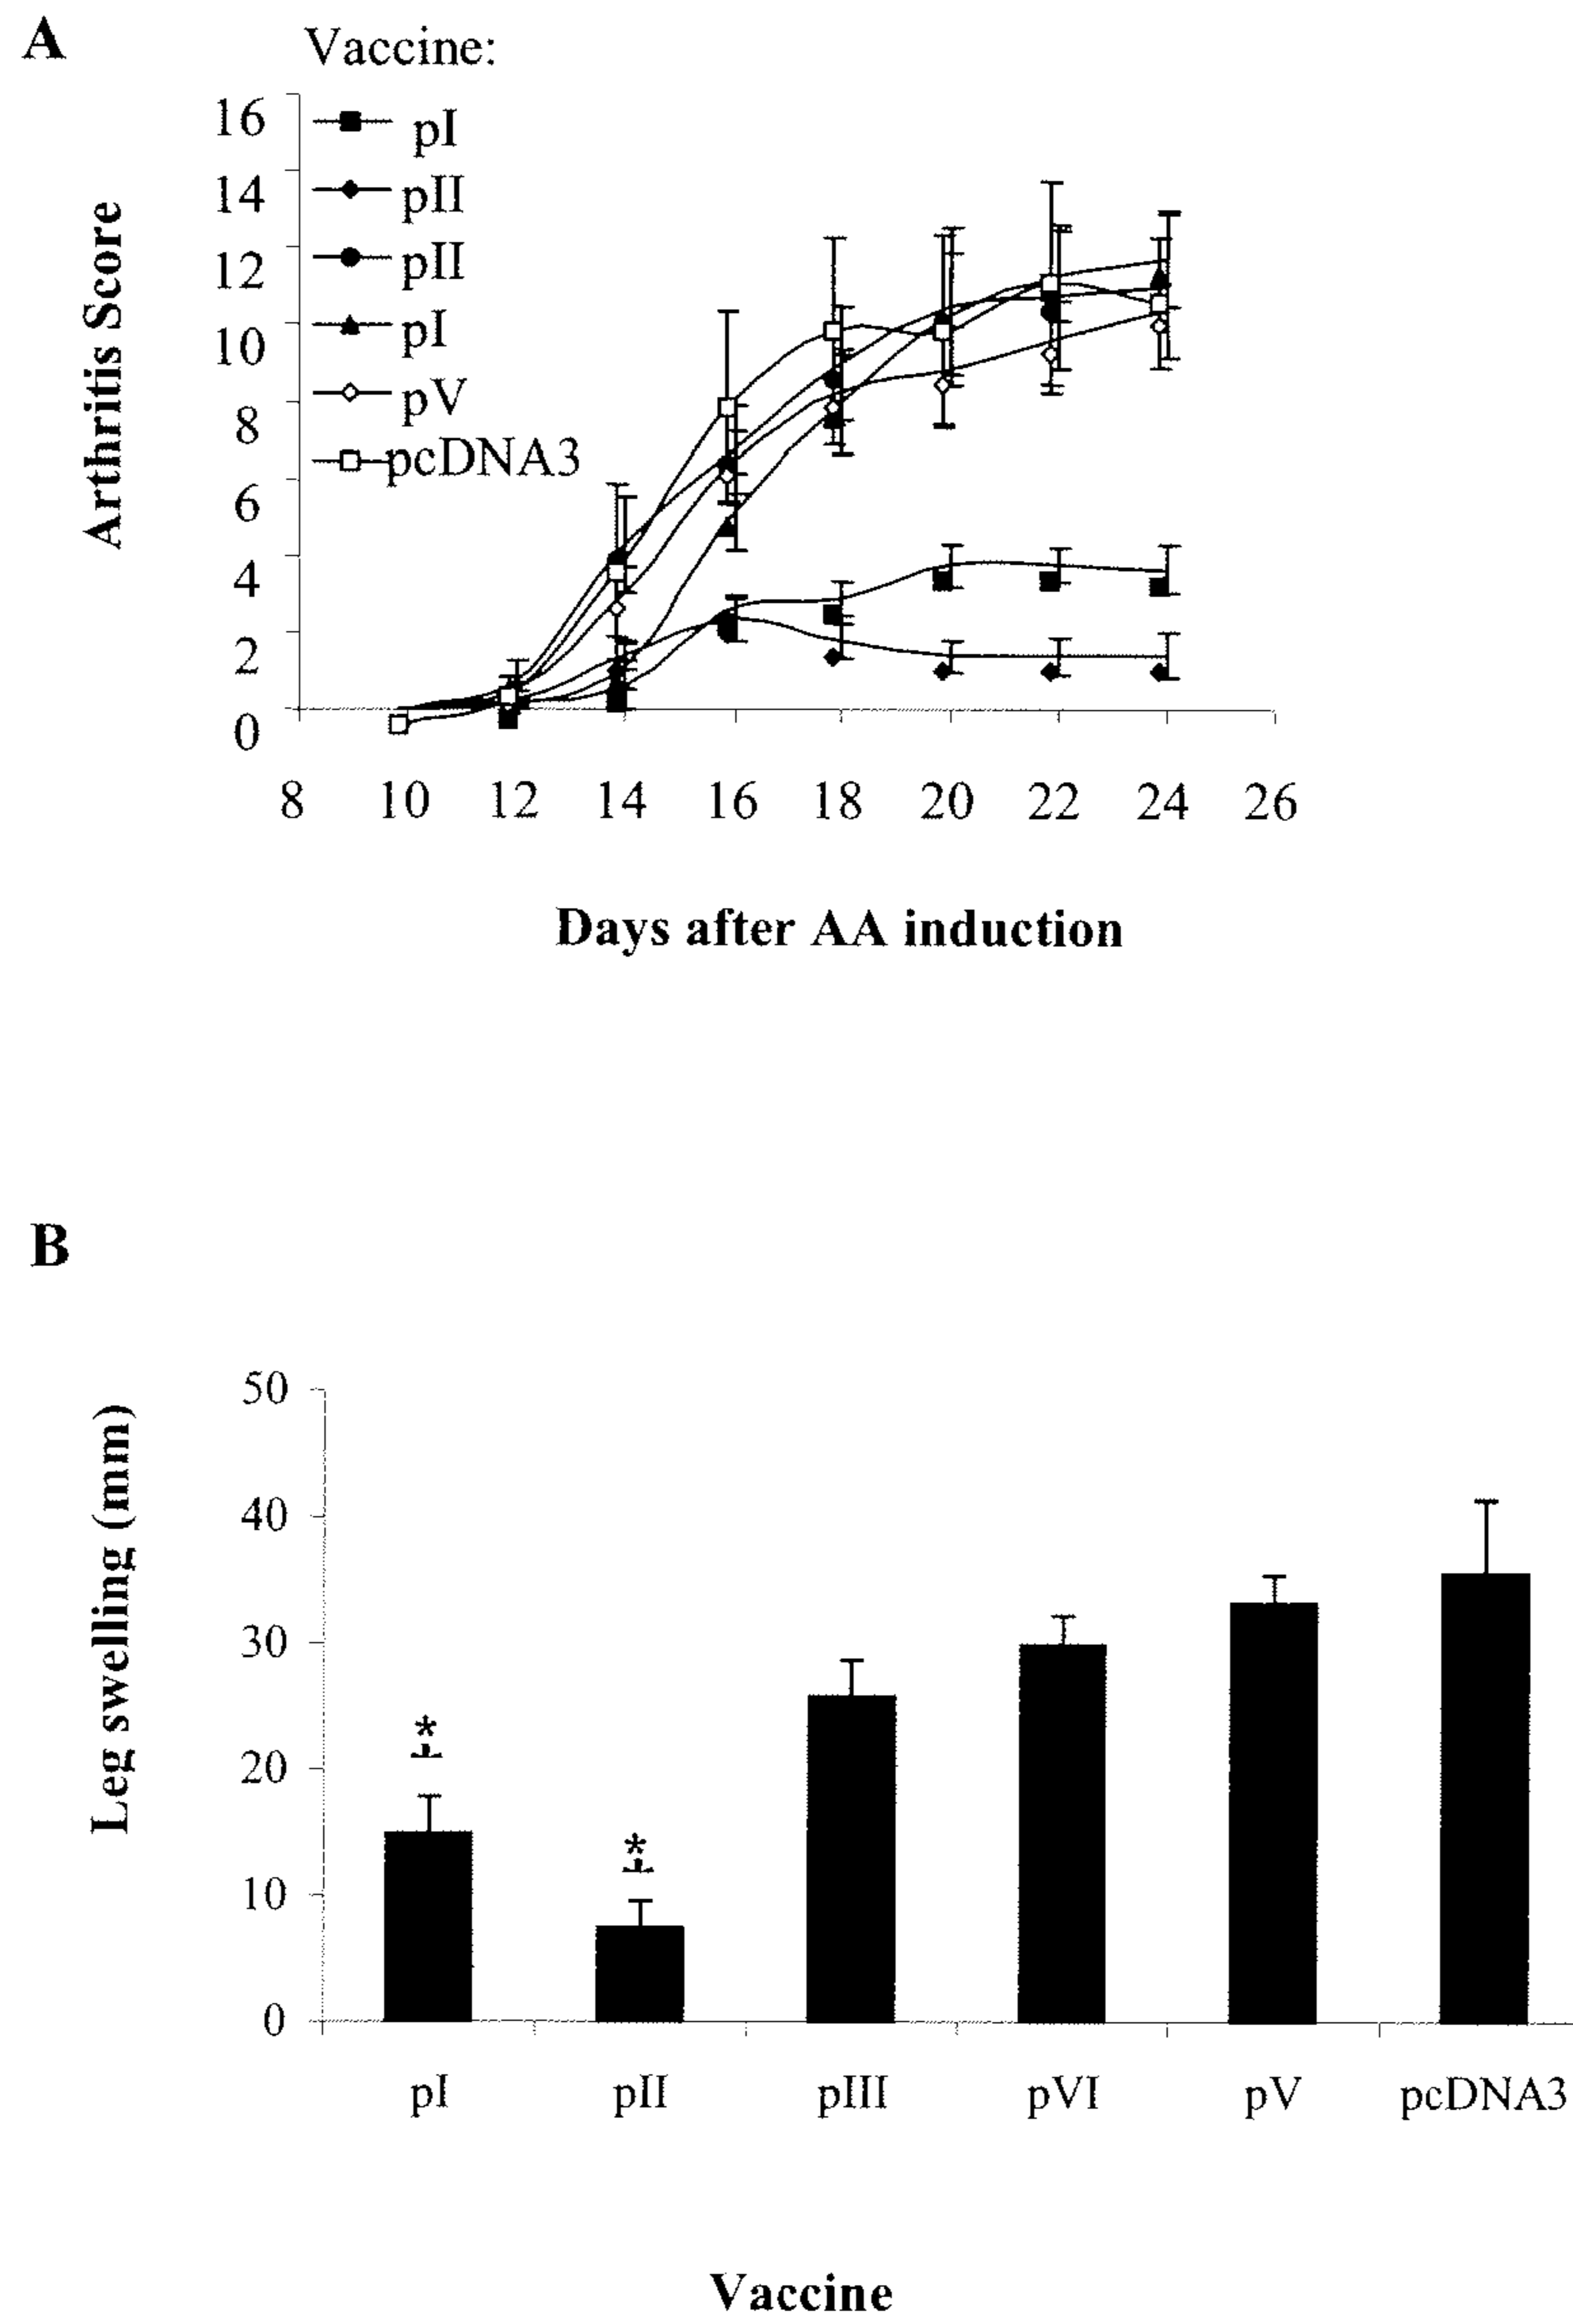 A
Vaccine:
16
14
12
10
8
6
4
2
0
pI
pII
pII
pI
pV
pcDNA3
Arthritis Score
8 10 12 14 16 18 20 22 24 26
Days after AA induction
B
50
40
30
20
10
0
Leg swelling (mm)
*
*
pI pII pIII pVI pV pcDNA3
Vaccine